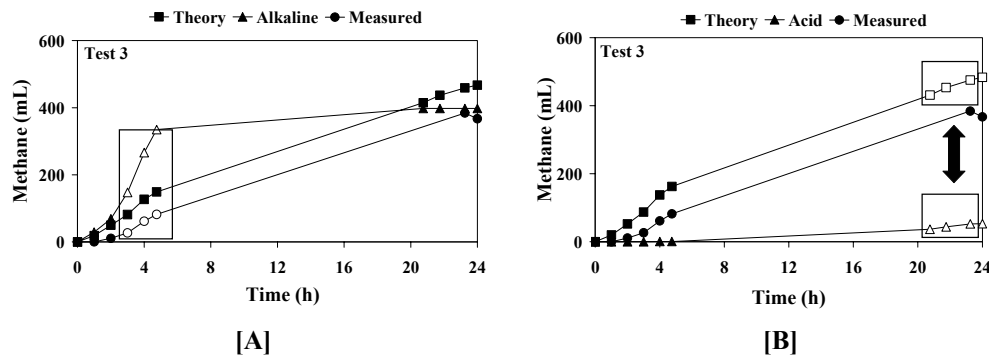 Theory Alkaline Measured
600
Test 3
400
200
0
Methane (mL)
0 4 8 12 16 20 24
Time (h)
[A]
Theory Acid Measured
600
Test 3
400
200
0
Methane (mL)
0 4 8 12 16 20 24
Time (h)
[B]